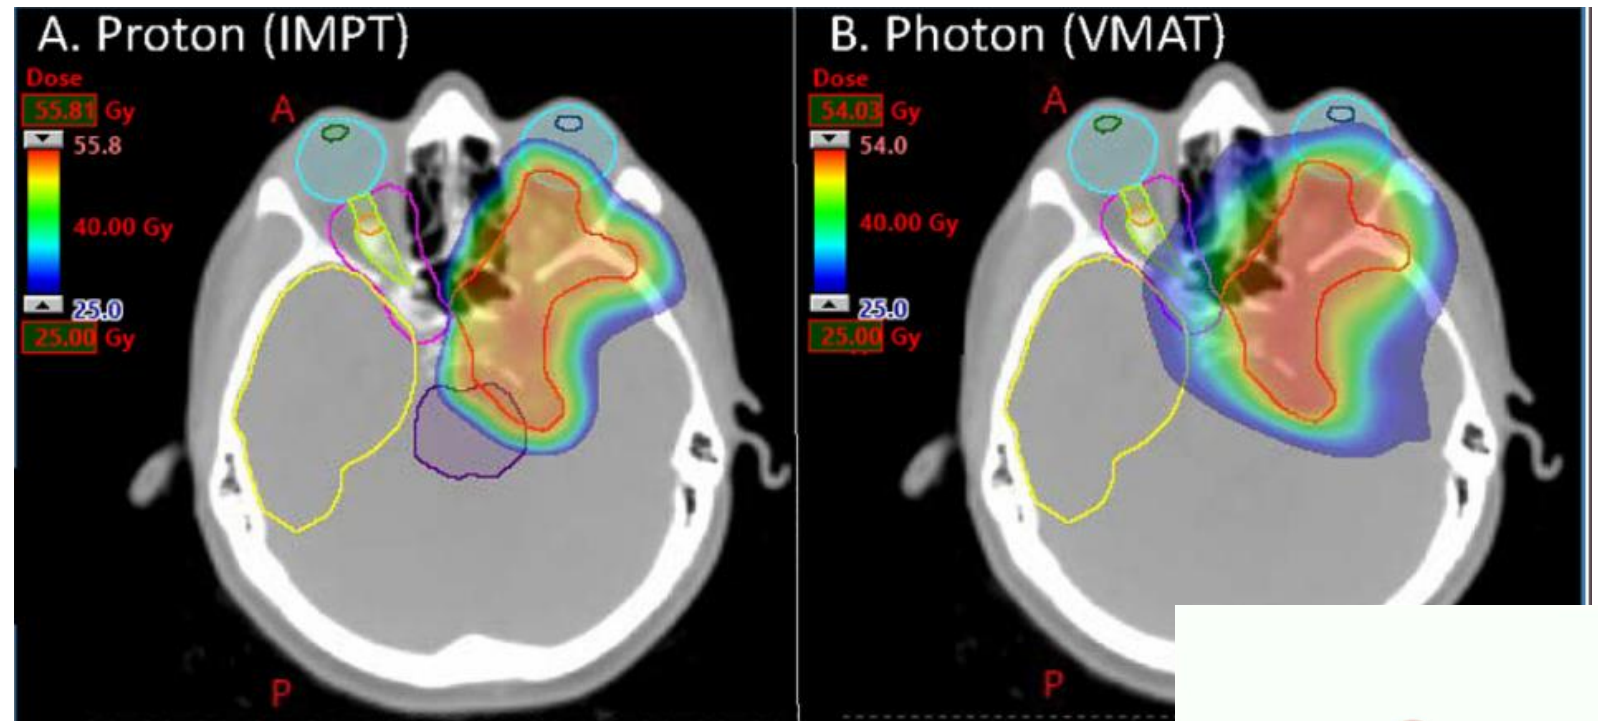 A. Proton (IMPT)
Dose
55.81 Gy
55.8
40.00 Gy
25.0
25.00 Gy
A
P
B. Photon (VMAT)
Dose
54.03 Gy
54.0
40.00 Gy
25.0
25.00 Gy
A
P